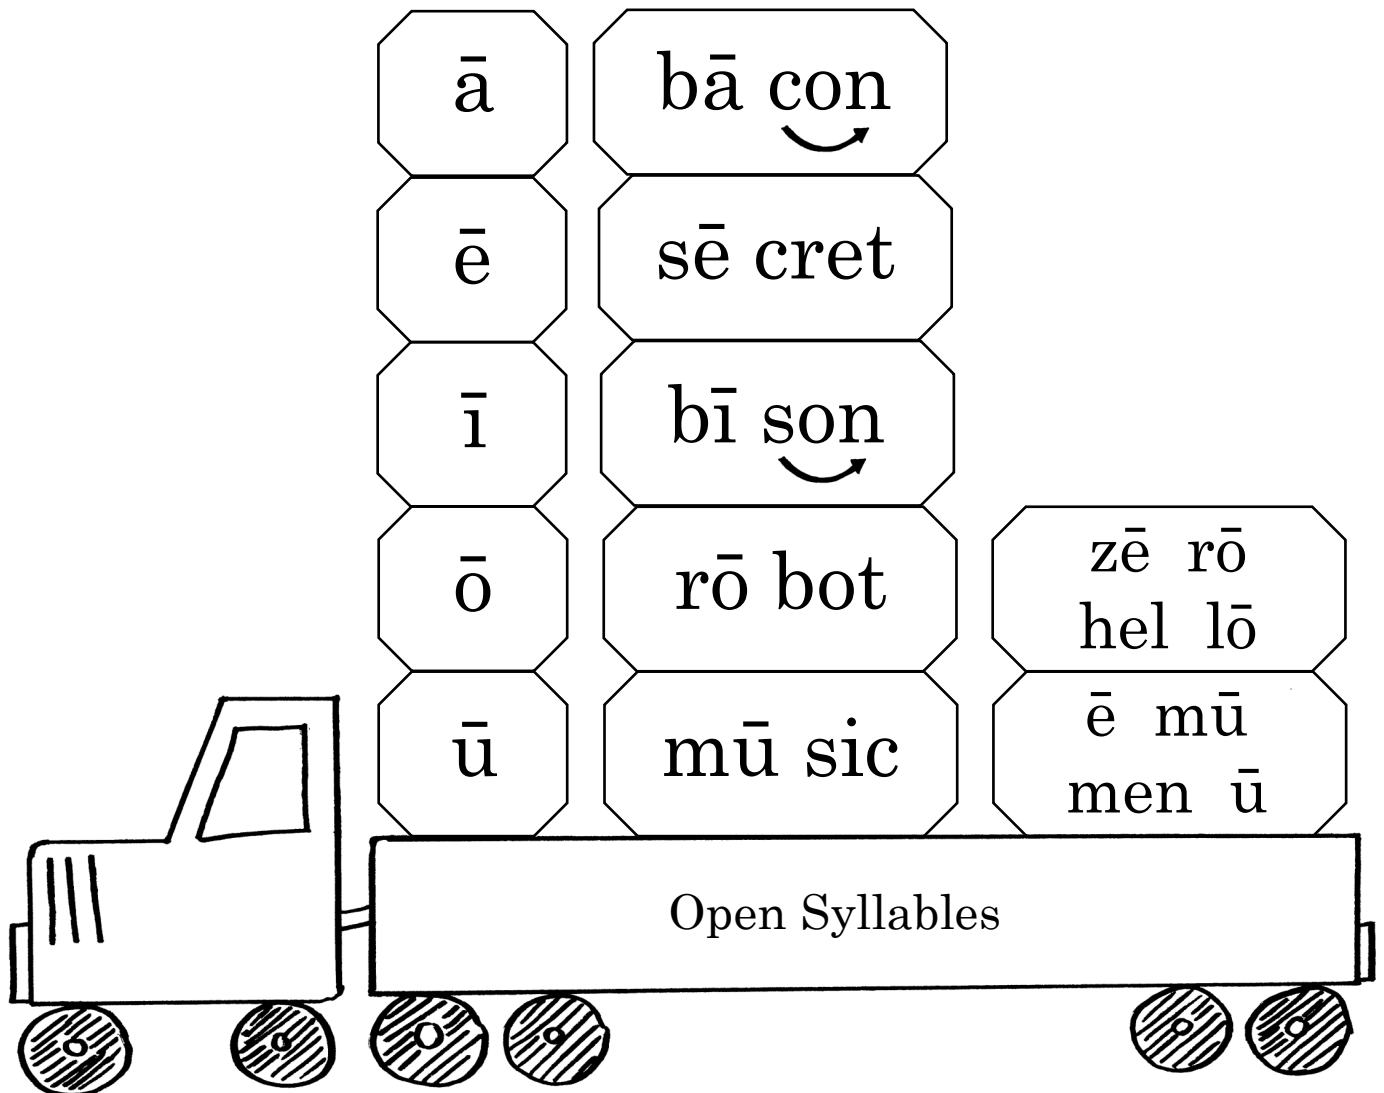 ā
bā con
ē
sē cret
ī
bī son
ō
rō bot
zē rō
hel lō
ū
mū sic
ē mū
men ū
Open Syllables